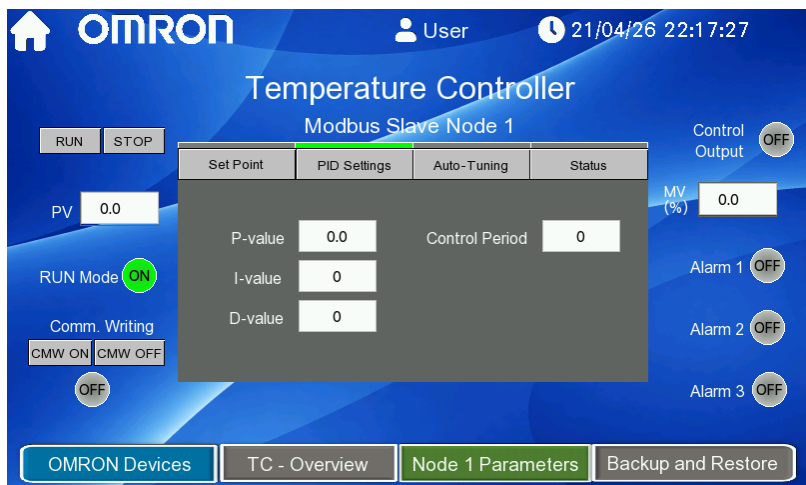 OMRON
User
21/04/26 22:17:27
Temperature Controller
Modbus Slave Node 1
RUN STOP
Control
Output
OFF
Set Point PID Settings Auto-Tuning Status
PV 0.0
MV
(%)
0.0
P-value 0.0
Control Period 0
RUN Mode ON
I-value 0
Alarm 1 OFF
D-value 0
Comm. Writing
CMW ON CMW OFF
OFF
Alarm 2 OFF
Alarm 3 OFF
OMRON Devices TC - Overview Node 1 Parameters Backup and Restore